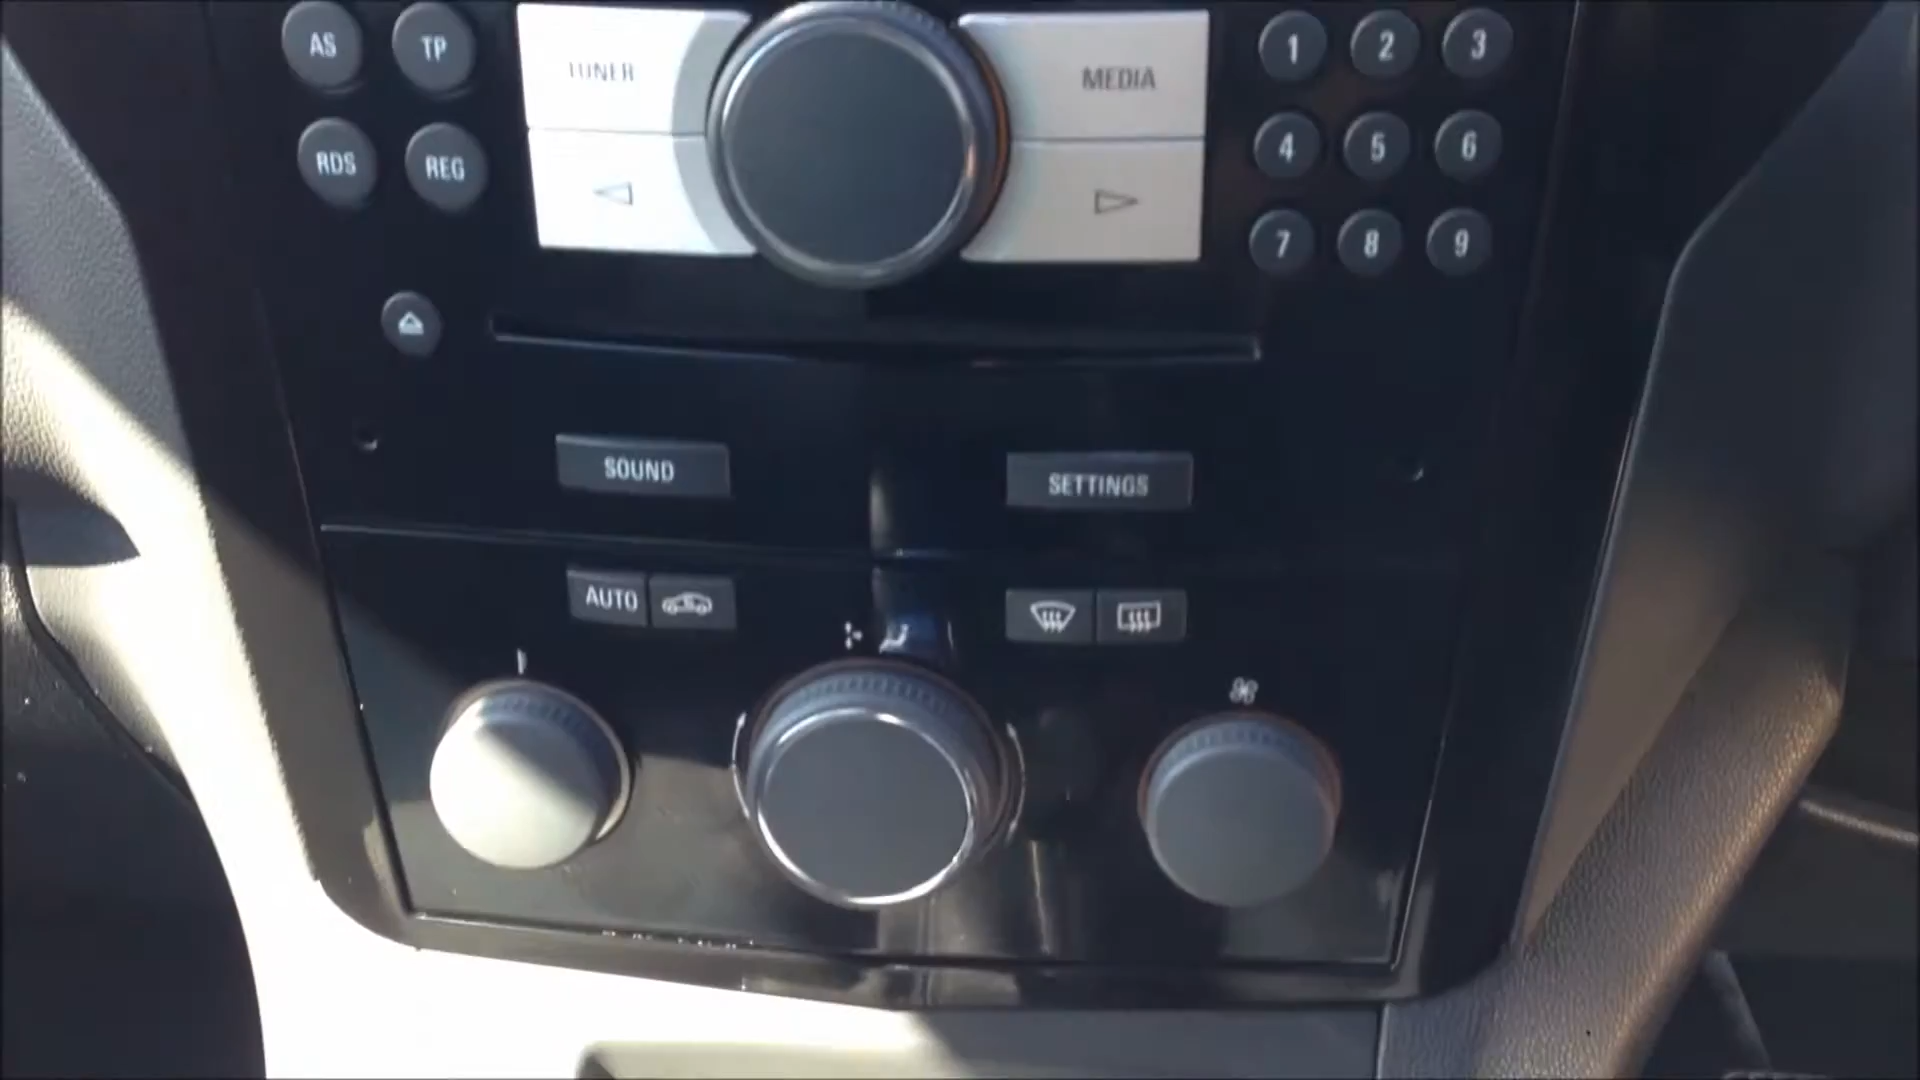 AS TP TUNER MEDIA 1 2 3
RDS REG 4 5 6
7 8 9
SOUND SETTINGS
AUTO